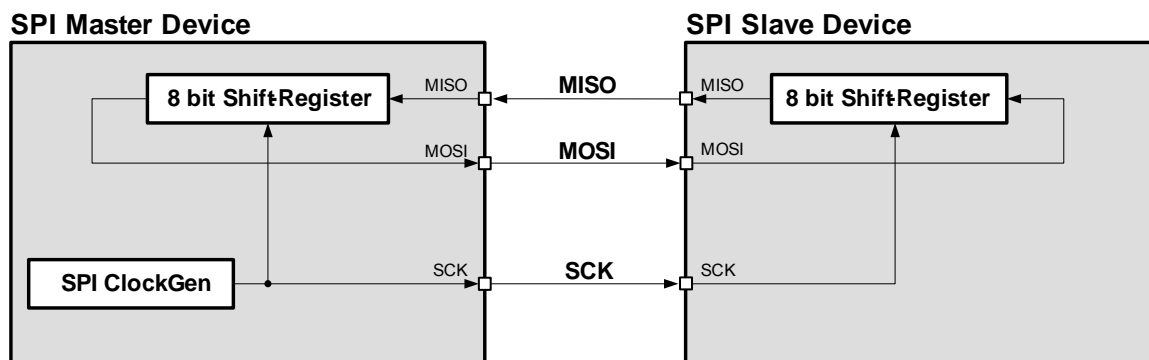 SPI Master Device
SPI Slave Device
MISO
MISO
MISO
8 bit Shift-Register
8 bit Shift-Register
MOSI
MOSI
MOSI
SCK
SCK
SCK
SPI ClockGen